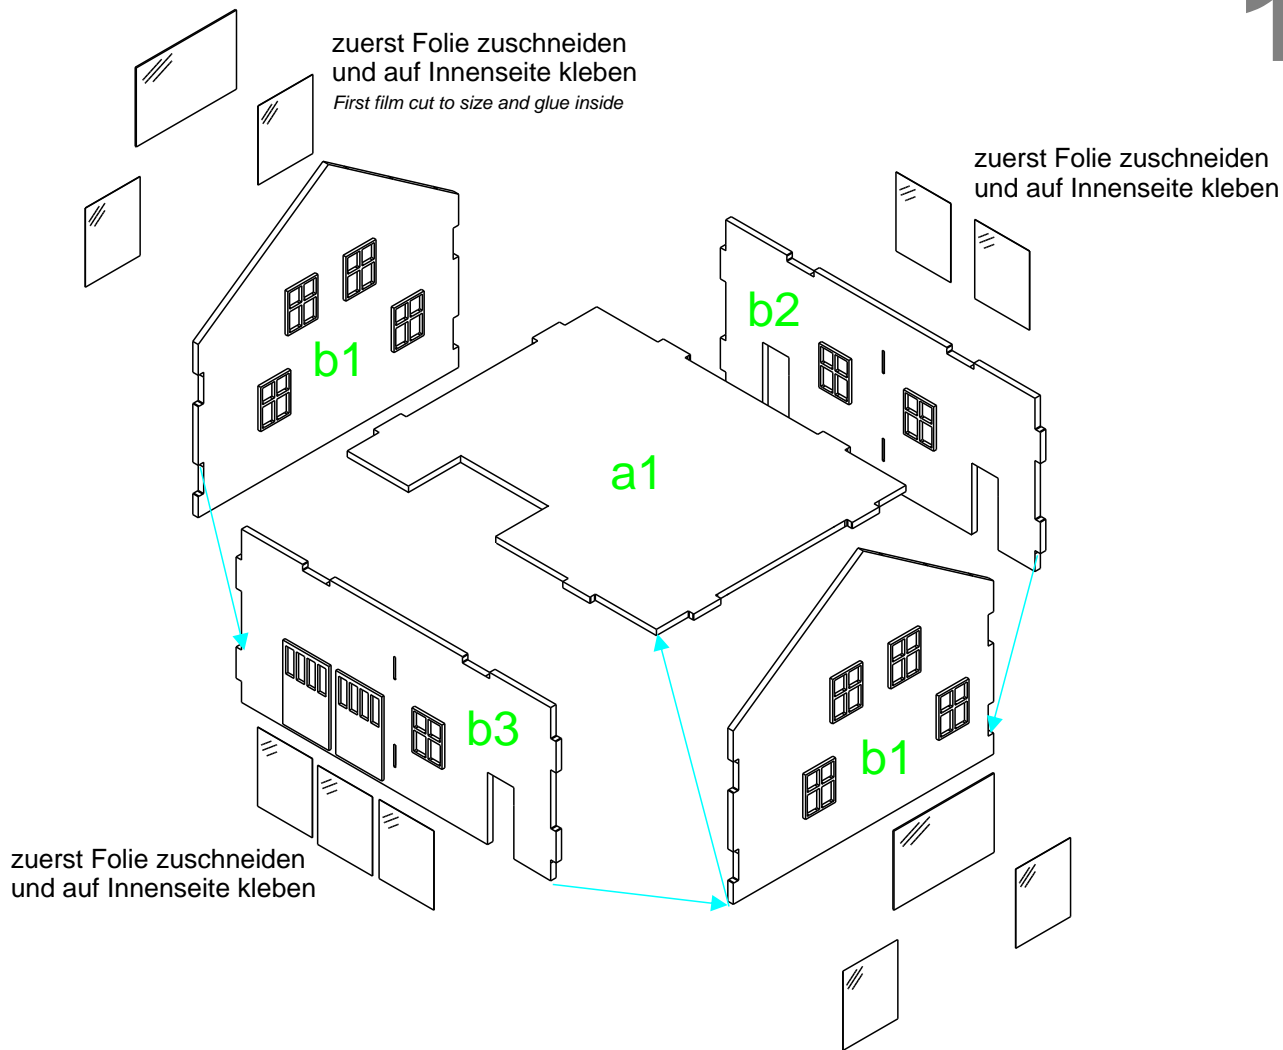 1
zuerst Folie zuschneiden
und auf Innenseite kleben
First film cut to size and glue inside
zuerst Folie zuschneiden
und auf Innenseite kleben
b2
b1
a1
b3
b1
zuerst Folie zuschneiden
und auf Innenseite kleben